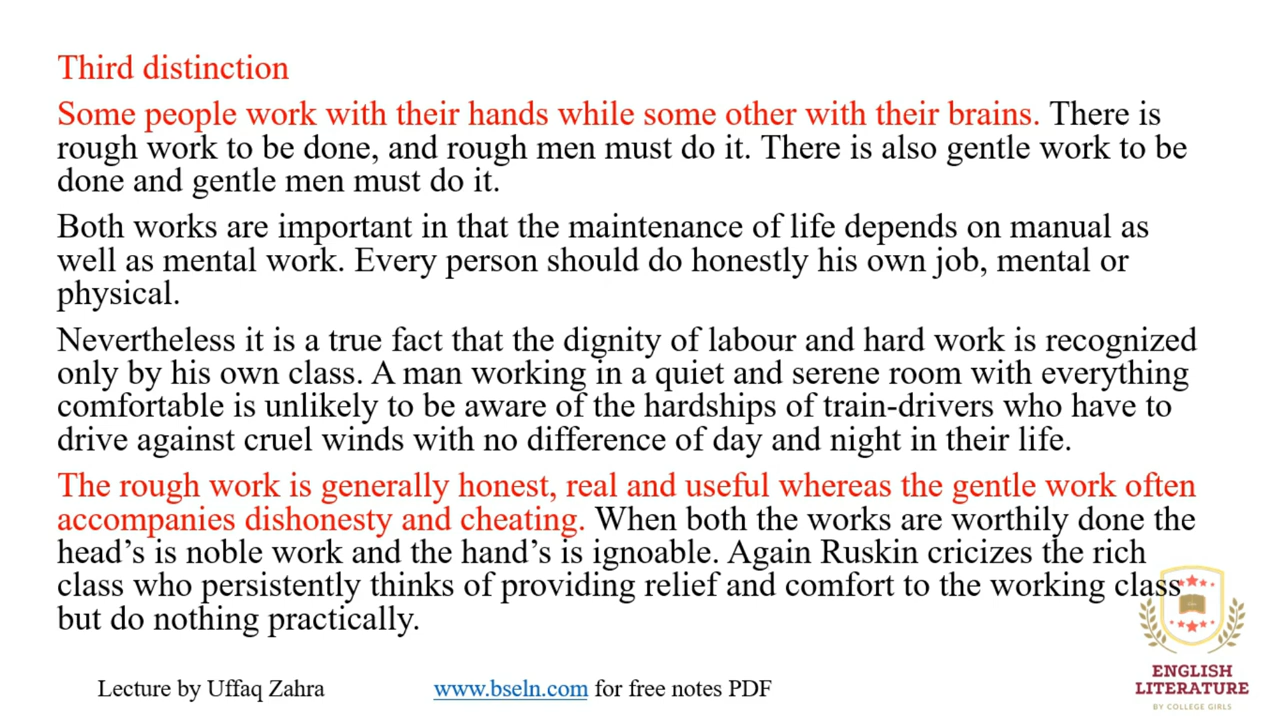 Third distinction
Some people work with their hands while some other with their brains. There is
rough work to be done, and rough men must do it. There is also gentle work to be
done and gentle men must do it.
Both works are important in that the maintenance of life depends on manual as
well as mental work. Every person should do honestly his own job, mental or
physical.
Nevertheless it is a true fact that the dignity of labour and hard work is recognized
only by his own class. A man working in a quiet and serene room with everything
comfortable is unlikely to be aware of the hardships of train-drivers who have to
drive against cruel winds with no difference of day and night in their life.
The rough work is generally honest, real and useful whereas the gentle work often
accompanies dishonesty and cheating. When both the works are worthily done the
head’s is noble work and the hand’s is ignoable. Again Ruskin cricizes the rich
class who persistently thinks of providing relief and comfort to the working class
but do nothing practically.
Lecture by Uffaq Zahra
www.bseln.com for free notes PDF
ENGLISH
LITERATURE
BY COLLEGE GIRLS